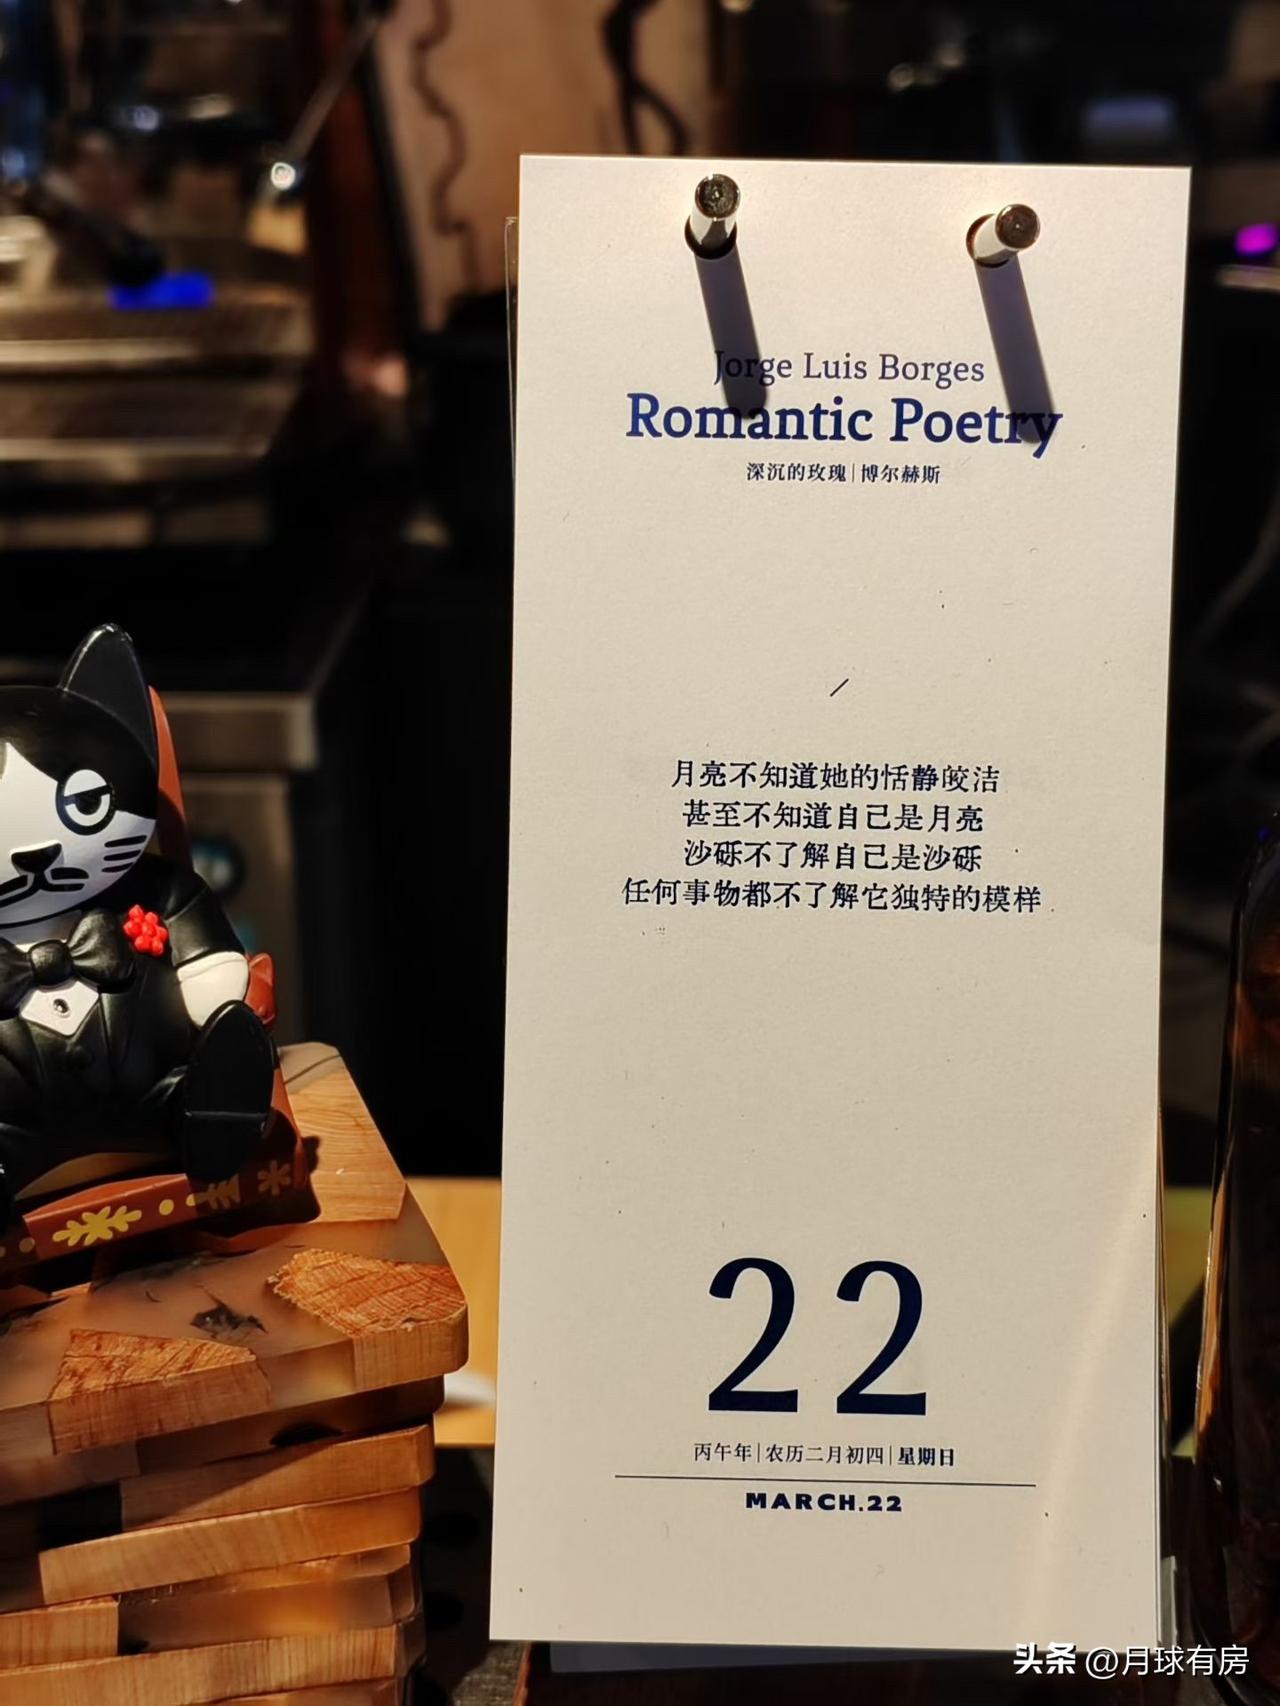 Jorge Luis Borges
Romantic Poetry
深沉的玫瑰|博尔赫斯
月亮不知道她的恬静皎洁
甚至不知道自己是月亮
沙砾不了解自己是沙砾
任何事物都不了解它独特的模样
22
丙午年|农历二月初四|星期日
MARCH.22
头条 @月球有房